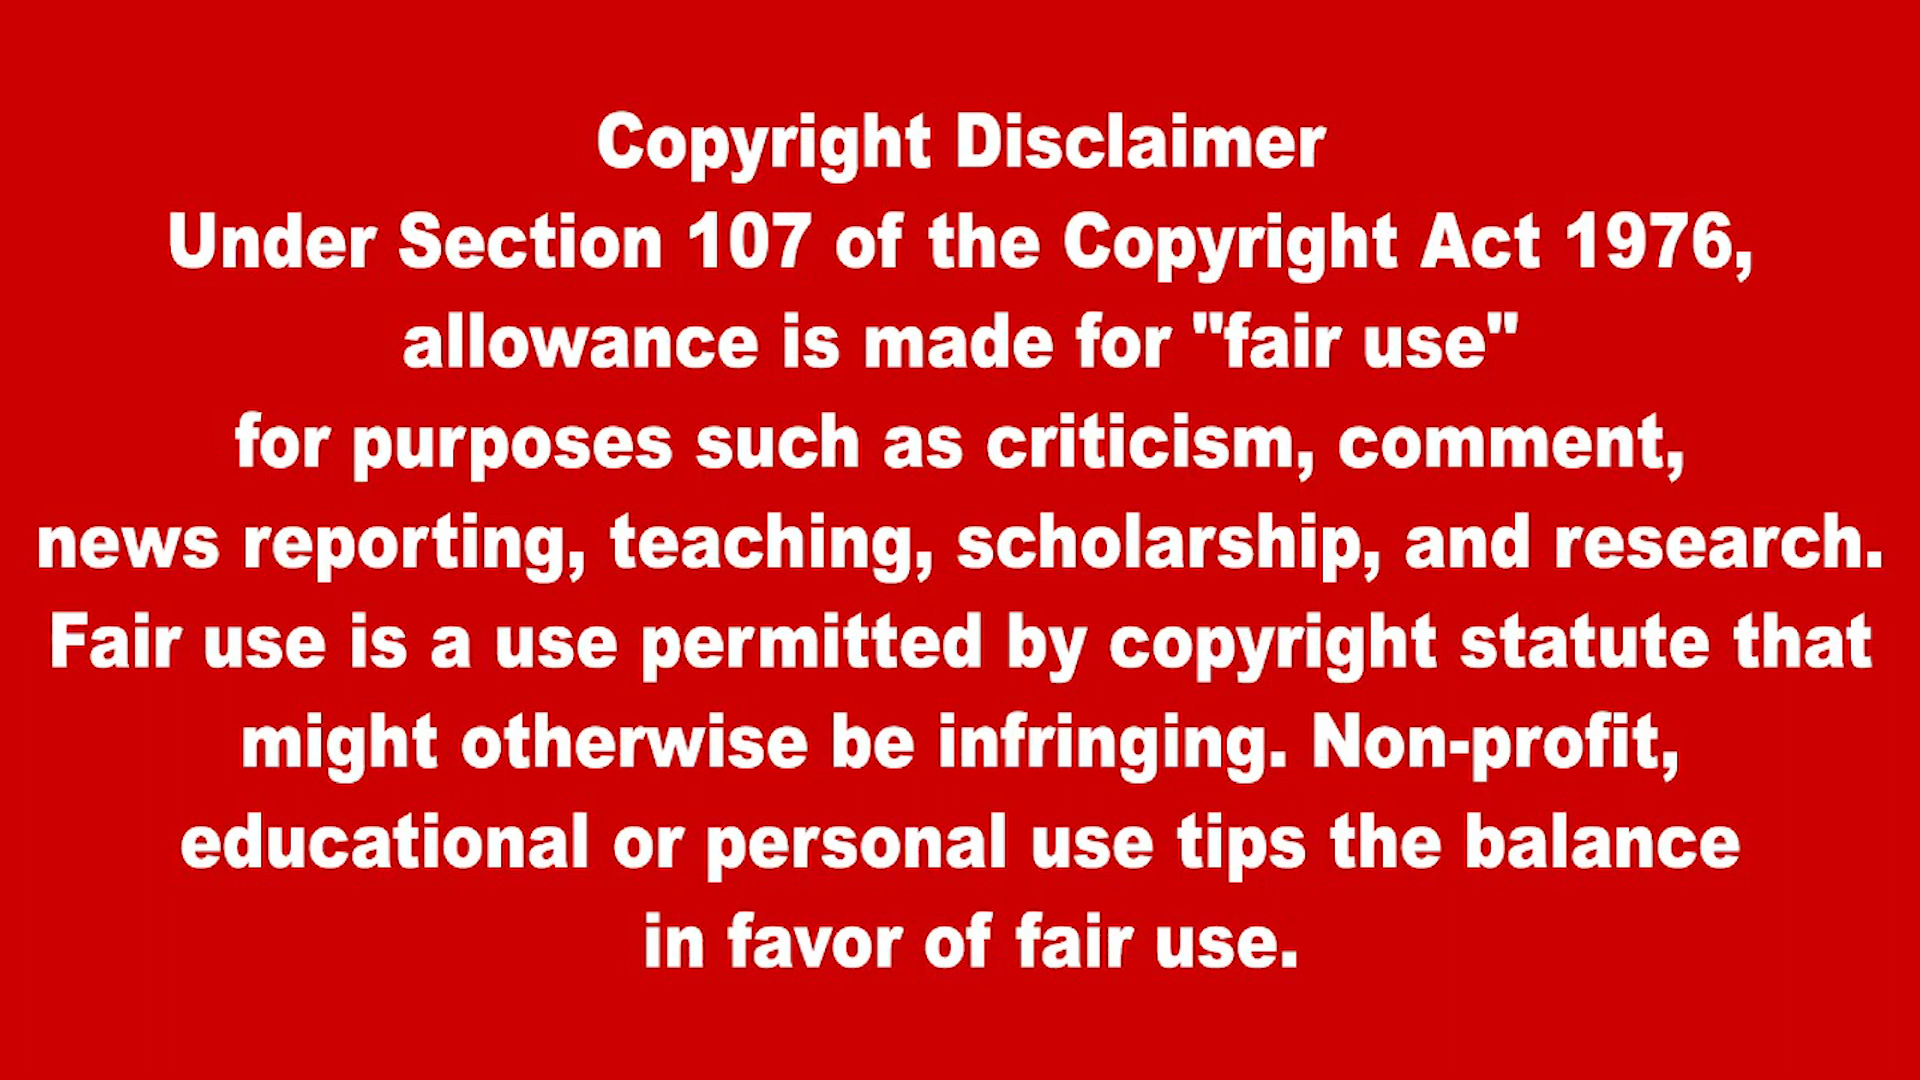 Copyright Disclaimer
Under Section 107 of the Copyright Act 1976,
allowance is made for "fair use"
for purposes such as criticism, comment,
news reporting, teaching, scholarship, and research.
Fair use is a use permitted by copyright statute that
might otherwise be infringing. Non-profit,
educational or personal use tips the balance
in favor of fair use.